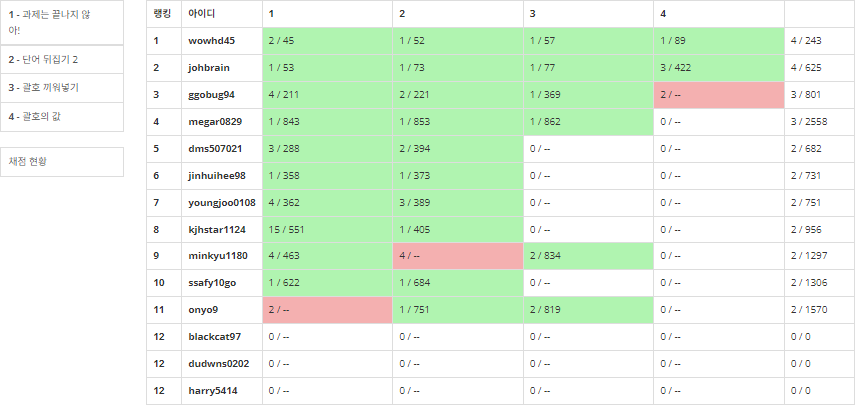 1 - 과제는 끝나지 않
아!
2 - 단어 뒤집기 2
3 - 괄호 끼워넣기
4 - 괄호의 값
채점 현황
랭킹 아이디 1 2 3 4
1 wowhd45 2 / 45 1 / 52 1 / 57 1 / 89 4 / 243
2 johbrain 1 / 53 1 / 73 1 / 77 3 / 422 4 / 625
3 ggobug94 4 / 211 2 / 221 1 / 369 2 / -- 3 / 801
4 megar0829 1 / 843 1 / 853 1 / 862 0 / -- 3 / 2558
5 dms507021 3 / 288 2 / 394 0 / -- 0 / -- 2 / 682
6 jinhuihee98 1 / 358 1 / 373 0 / -- 0 / -- 2 / 731
7 youngjoo0108 4 / 362 3 / 389 0 / -- 0 / -- 2 / 751
8 kjhstar1124 15 / 551 1 / 405 0 / -- 0 / -- 2 / 956
9 minkyu1180 4 / 463 4 / -- 2 / 834 0 / -- 2 / 1297
10 ssafy10go 1 / 622 1 / 684 0 / -- 0 / -- 2 / 1306
11 onyo9 2 / -- 1 / 751 2 / 819 0 / -- 2 / 1570
12 blackcat97 0 / -- 0 / -- 0 / -- 0 / -- 0 / 0
12 dudwns0202 0 / -- 0 / -- 0 / -- 0 / -- 0 / 0
12 harry5414 0 / -- 0 / -- 0 / -- 0 / -- 0 / 0